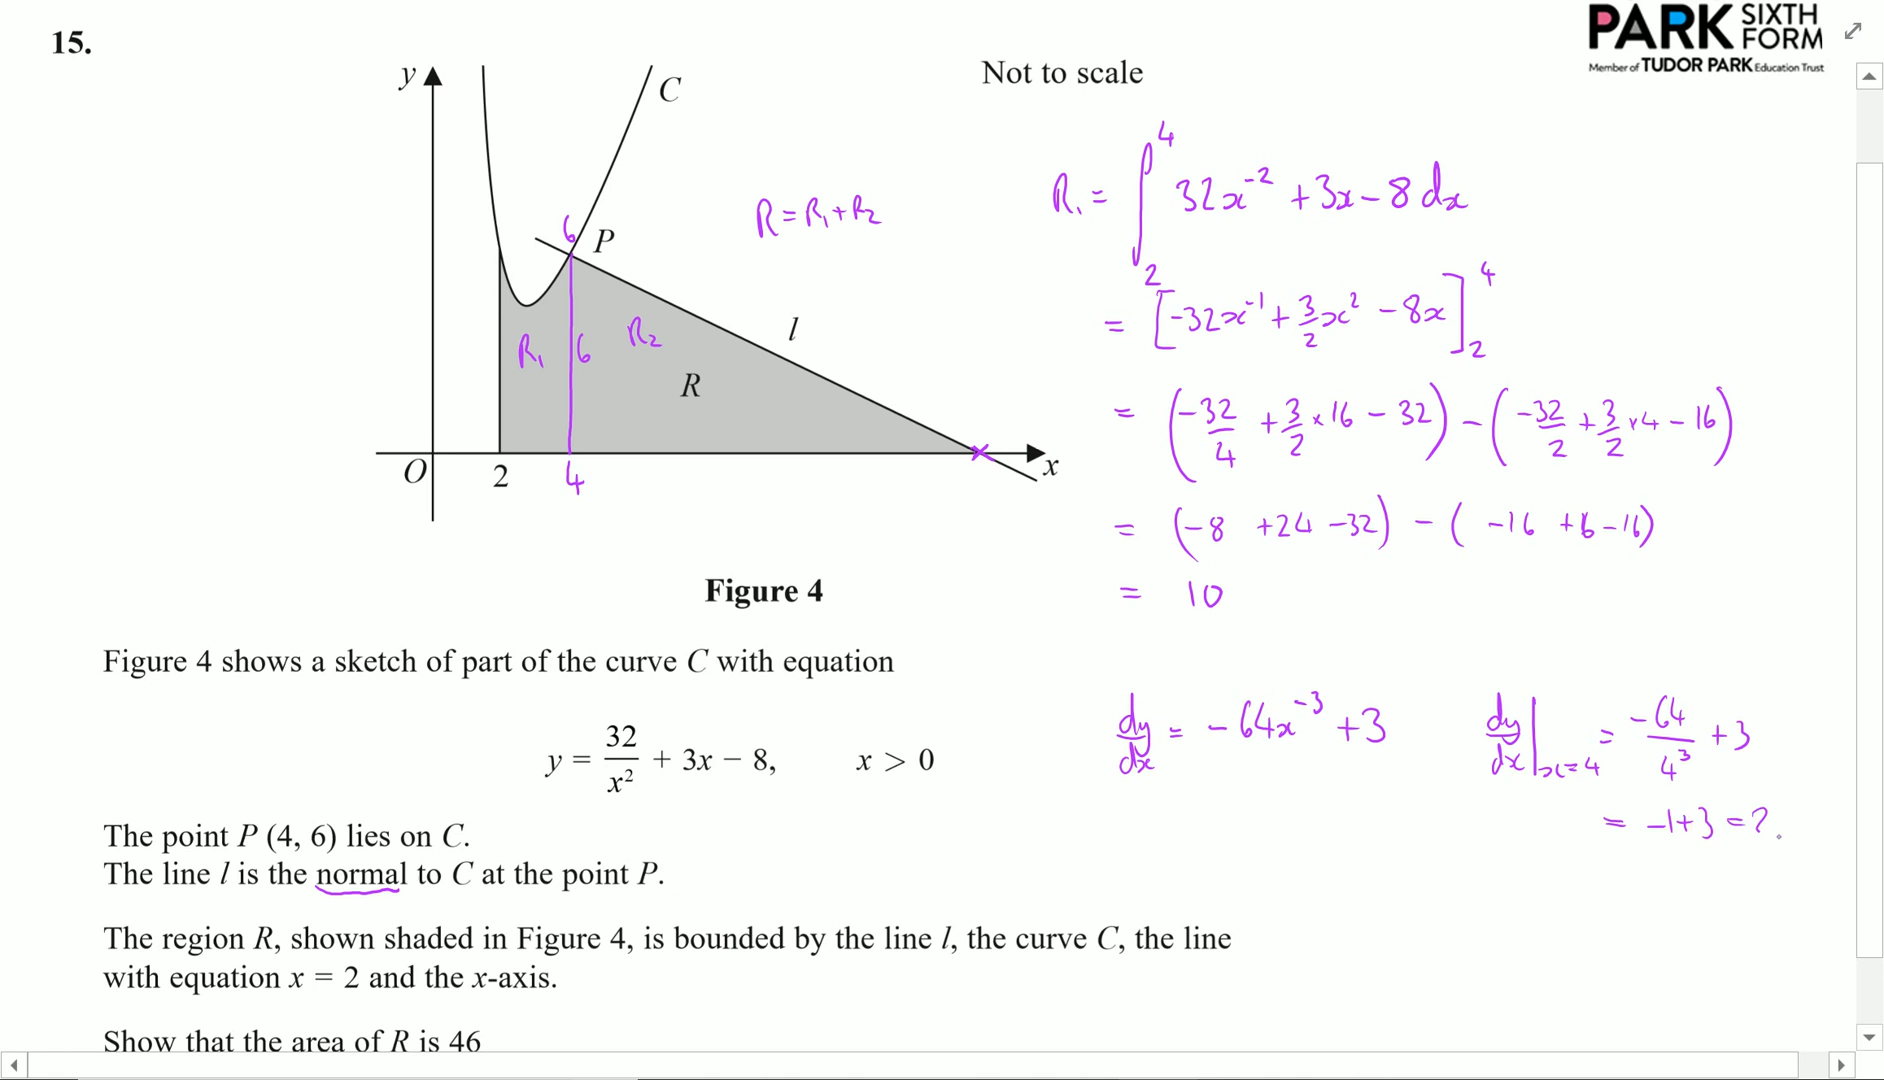 15.
PARK SIXTH FORM
Member of TUDOR PARK Education Trust
Not to scale
y
C
6
P
R = R₁ + R₂
l
R₁
6
R₂
R
O
2
4
x
Figure 4
R₁ = ∫₂⁴ 32x⁻² + 3x - 8 dx
= [-32x⁻¹ + 3/2 x² - 8x]₂⁴
= (-32/4 + 3/2 × 16 - 32) - (-32/2 + 3/2 × 4 - 16)
= (-8 + 24 - 32) - (-16 + 6 - 16)
= 10
Figure 4 shows a sketch of part of the curve C with equation
y = 32/x² + 3x − 8, x > 0
dy/dx = -64x⁻³ + 3
dy/dx|x=4 = -64/4³ + 3
= -1+3 = 2.
The point P (4, 6) lies on C.
The line l is the normal to C at the point P.
The region R, shown shaded in Figure 4, is bounded by the line l, the curve C, the line
with equation x = 2 and the x-axis.
Show that the area of R is 46